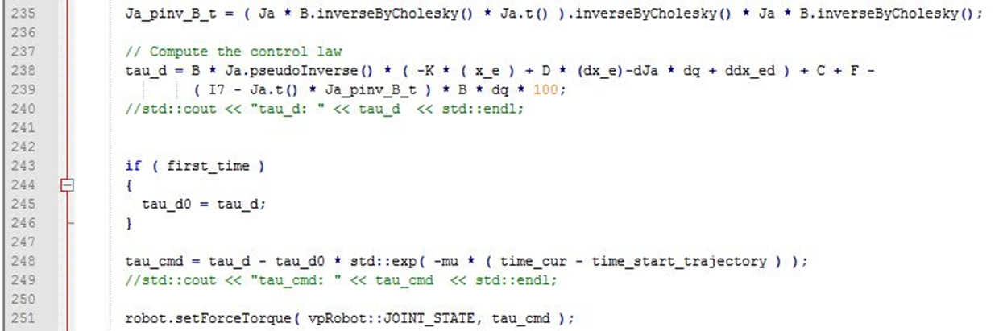 235 Ja_pinv_B_t = ( Ja * B.inverseByCholesky() * Ja.t() ).inverseByCholesky() * Ja * B.inverseByCholesky();
236
237 // Compute the control law
238 tau_d = B * Ja.pseudoInverse() * ( -K * ( x_e ) + D * (dx_e)-dJa * dq + ddx_ed ) + C + F -
239 ( I7 - Ja.t() * Ja_pinv_B_t ) * B * dq * 100;
240 //std::cout << "tau_d: " << tau_d  << std::endl;
241
242
243 if ( first_time )
244 {
245 tau_d0 = tau_d;
246 }
247
248 tau_cmd = tau_d - tau_d0 * std::exp( -mu * ( time_cur - time_start_trajectory ) );
249 //std::cout << "tau_cmd: " << tau_cmd  << std::endl;
250
251 robot.setForceTorque( vpRobot::JOINT_STATE, tau_cmd );